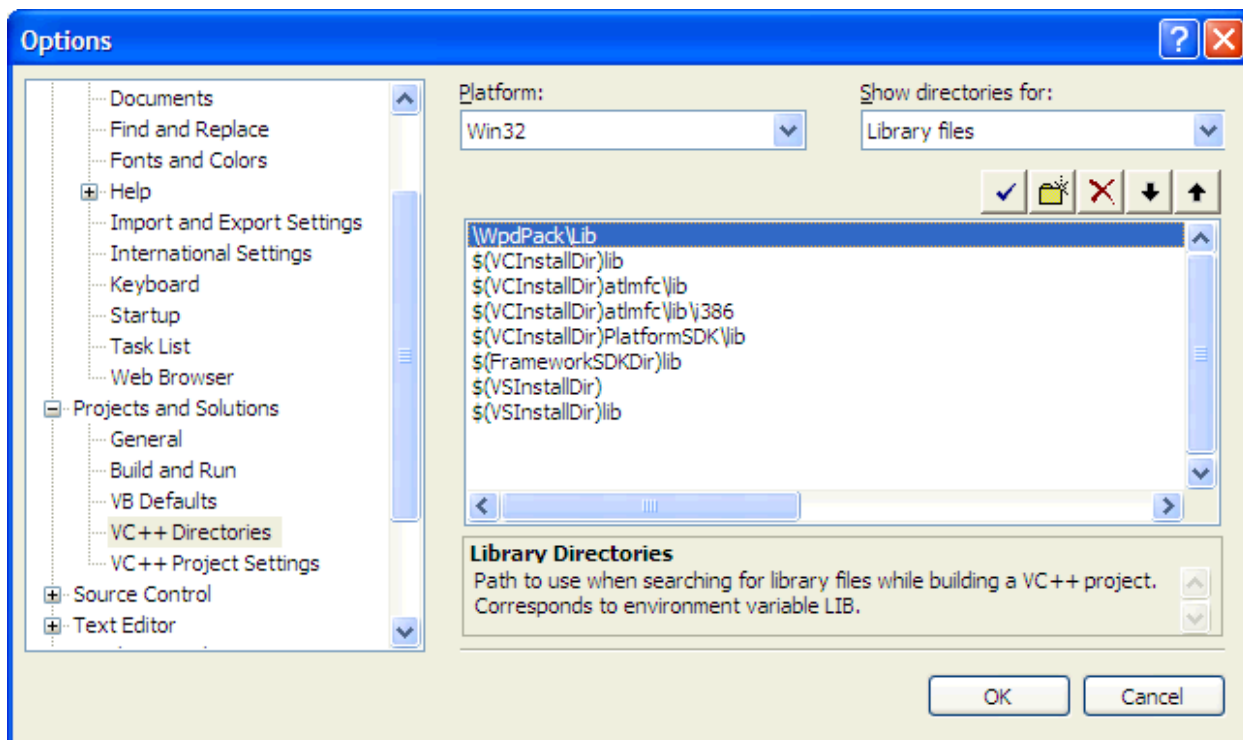 Options
Documents
Find and Replace
Fonts and Colors
Help
Import and Export Settings
International Settings
Keyboard
Startup
Task List
Web Browser
Projects and Solutions
General
Build and Run
VB Defaults
VC++ Directories
VC++ Project Settings
Source Control
Text Editor
Platform:
Win32
Show directories for:
Library files
\WpdPack\Lib
$(VCInstallDir)lib
$(VCInstallDir)atlmfc\lib
$(VCInstallDir)atlmfc\lib\i386
$(VCInstallDir)PlatformSDK\lib
$(FrameworkSDKDir)lib
$(VSInstallDir)
$(VSInstallDir)lib
Library Directories
Path to use when searching for library files while building a VC++ project.
Corresponds to environment variable LIB.
OK
Cancel